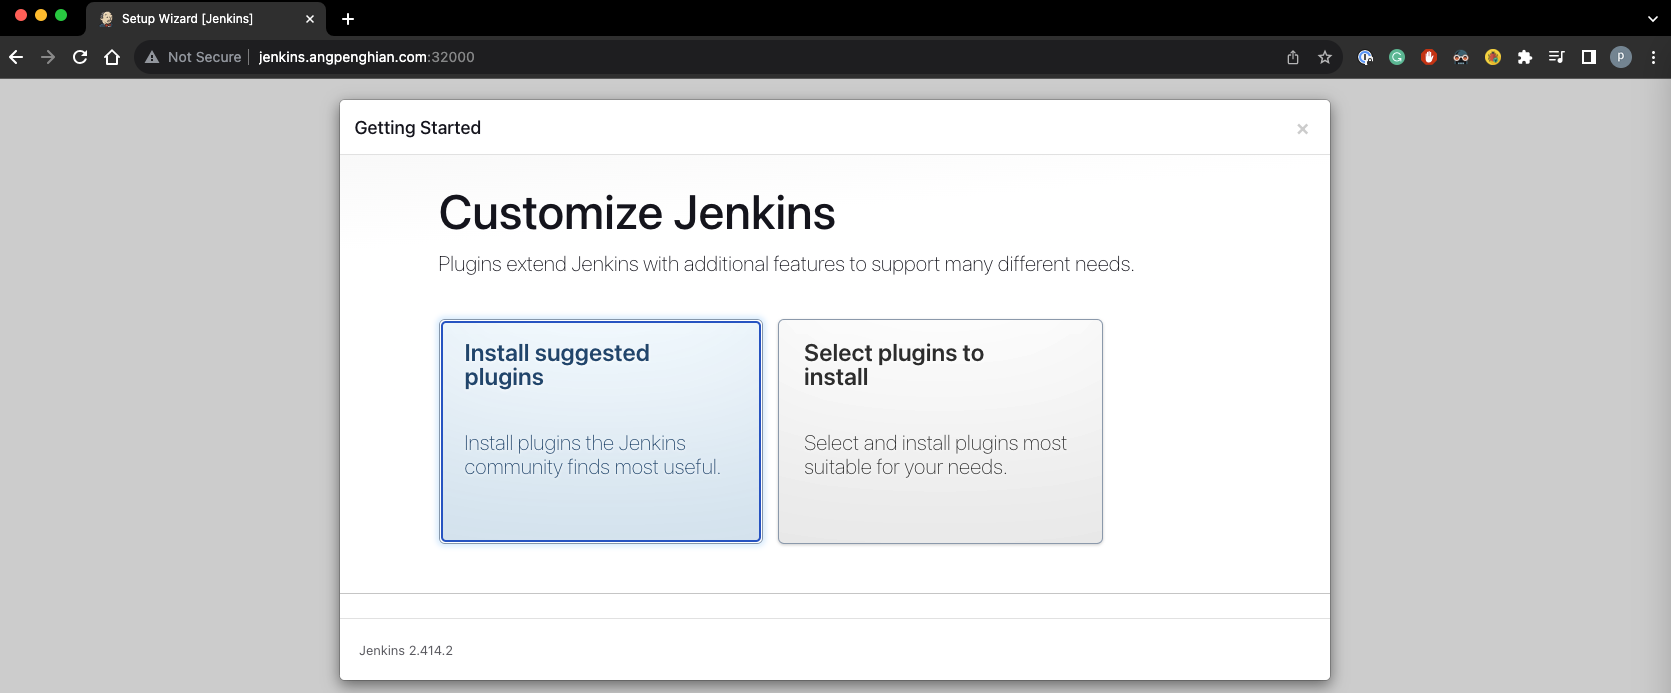 Setup Wizard [Jenkins]
Not Secure
jenkins.angpenghian.com:32000
P
Getting Started
Customize Jenkins
Plugins extend Jenkins with additional features to support many different needs.
Install suggested
plugins
Install plugins the Jenkins
community finds most useful.
Select plugins to
install
Select and install plugins most
suitable for your needs.
Jenkins 2.414.2